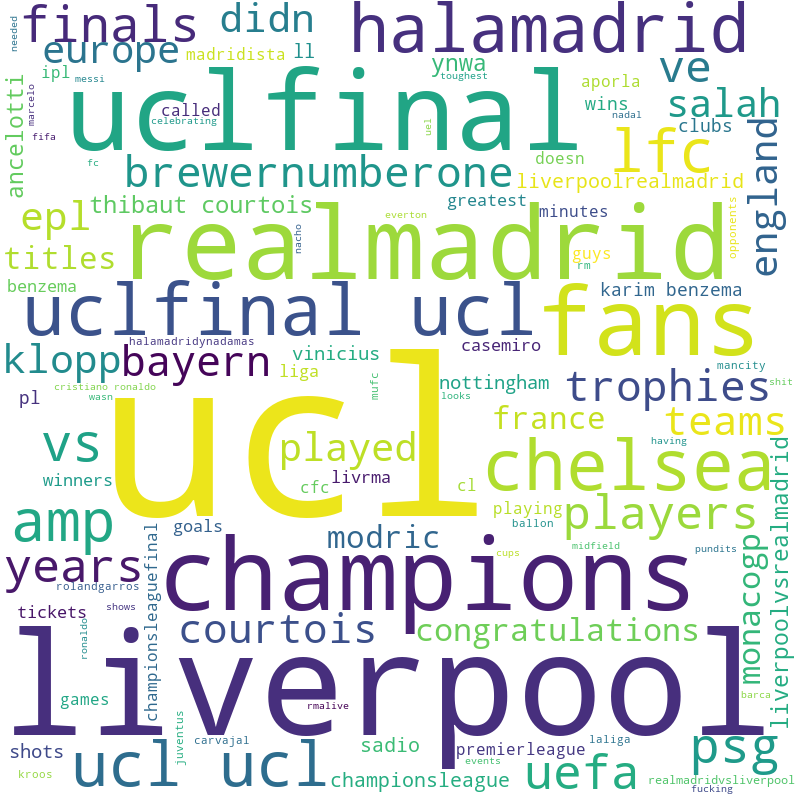 needed
finals
didn
halamadrid
europe
madridista
ll
ynwa
ve
ipl
messi
toughest
aporla
salah
ancelotti
marcelo
uclfinal
called
celebrating
wins
nadal
clubs
lfc
fifa
uel
fc
brewernumberone
doesn
england
liverpoolrealmadrid
epl
thibaut courtois
greatest
minutes
opponents
everton
realmadrid
nacho
guys
titles
rm
benzema
karim benzema
uclfinal ucl
fans
halamadridynadamas
casemiro
klopp
bayern
vinicius
mancity
liga
cristiano ronaldo
mufc
nottingham
trophies
shit
pl
wasn
looks
ucl
france
teams
vs
played
chelsea
having
winners
livrma
cfc
cl
amp
playing
players
goals
modric
ballon
liverpoolvsrealmadrid
championsleaguefinal
years
champions
cups
midfield
pundits
monacogp
rolandgarros
tickets
shows
courtois
congratulations
ronaldo
liverpool
games
rmalive
barca
juventus
carvajal
laliga
shots
sadio
premierleague
psg
kroos
ucl ucl
events
championsleague
uefa
realmadridvsliverpool
fucking